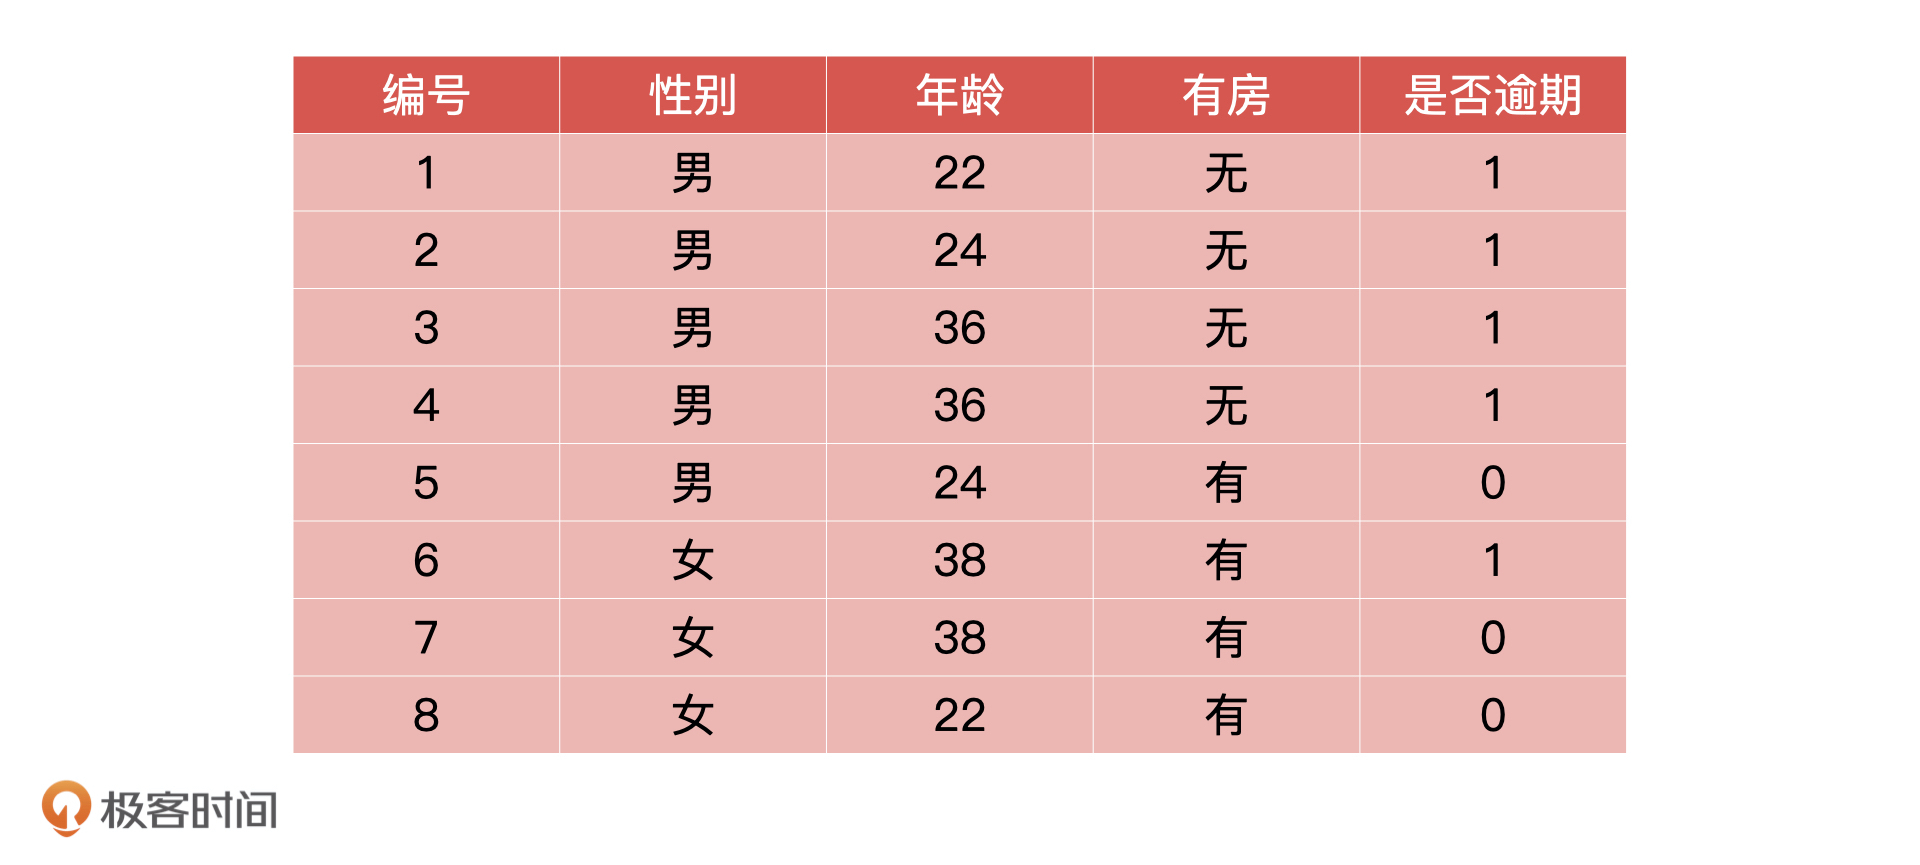 编号 性别 年龄 有房 是否逾期
1 男 22 无 1
2 男 24 无 1
3 男 36 无 1
4 男 36 无 1
5 男 24 有 0
6 女 38 有 1
7 女 38 有 0
8 女 22 有 0
极客时间